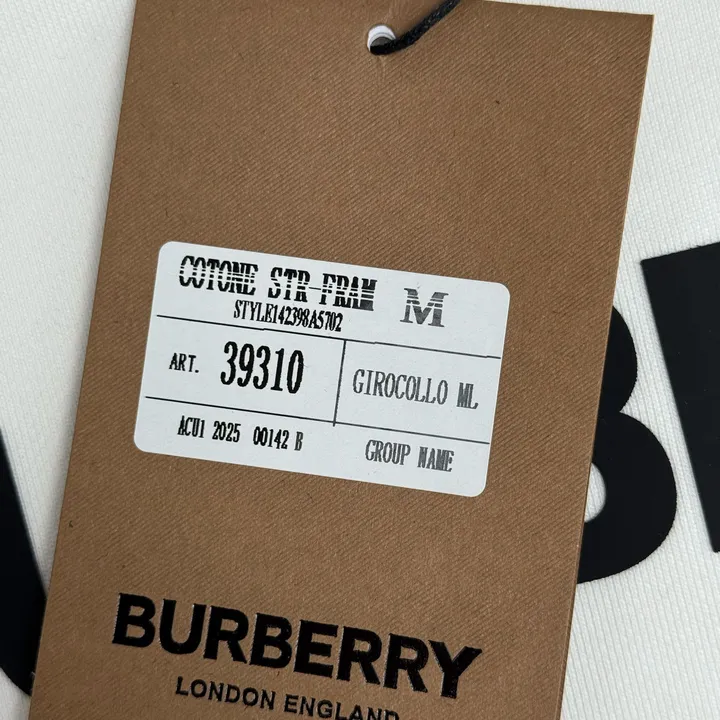 COTONE STR-FRAM M
STYLE142398A5702
ART. 39310
GIROCOLLO ML
ACU1 2025 00142 B
GROUP NAME
B
BURBERRY
LONDON ENGLAND